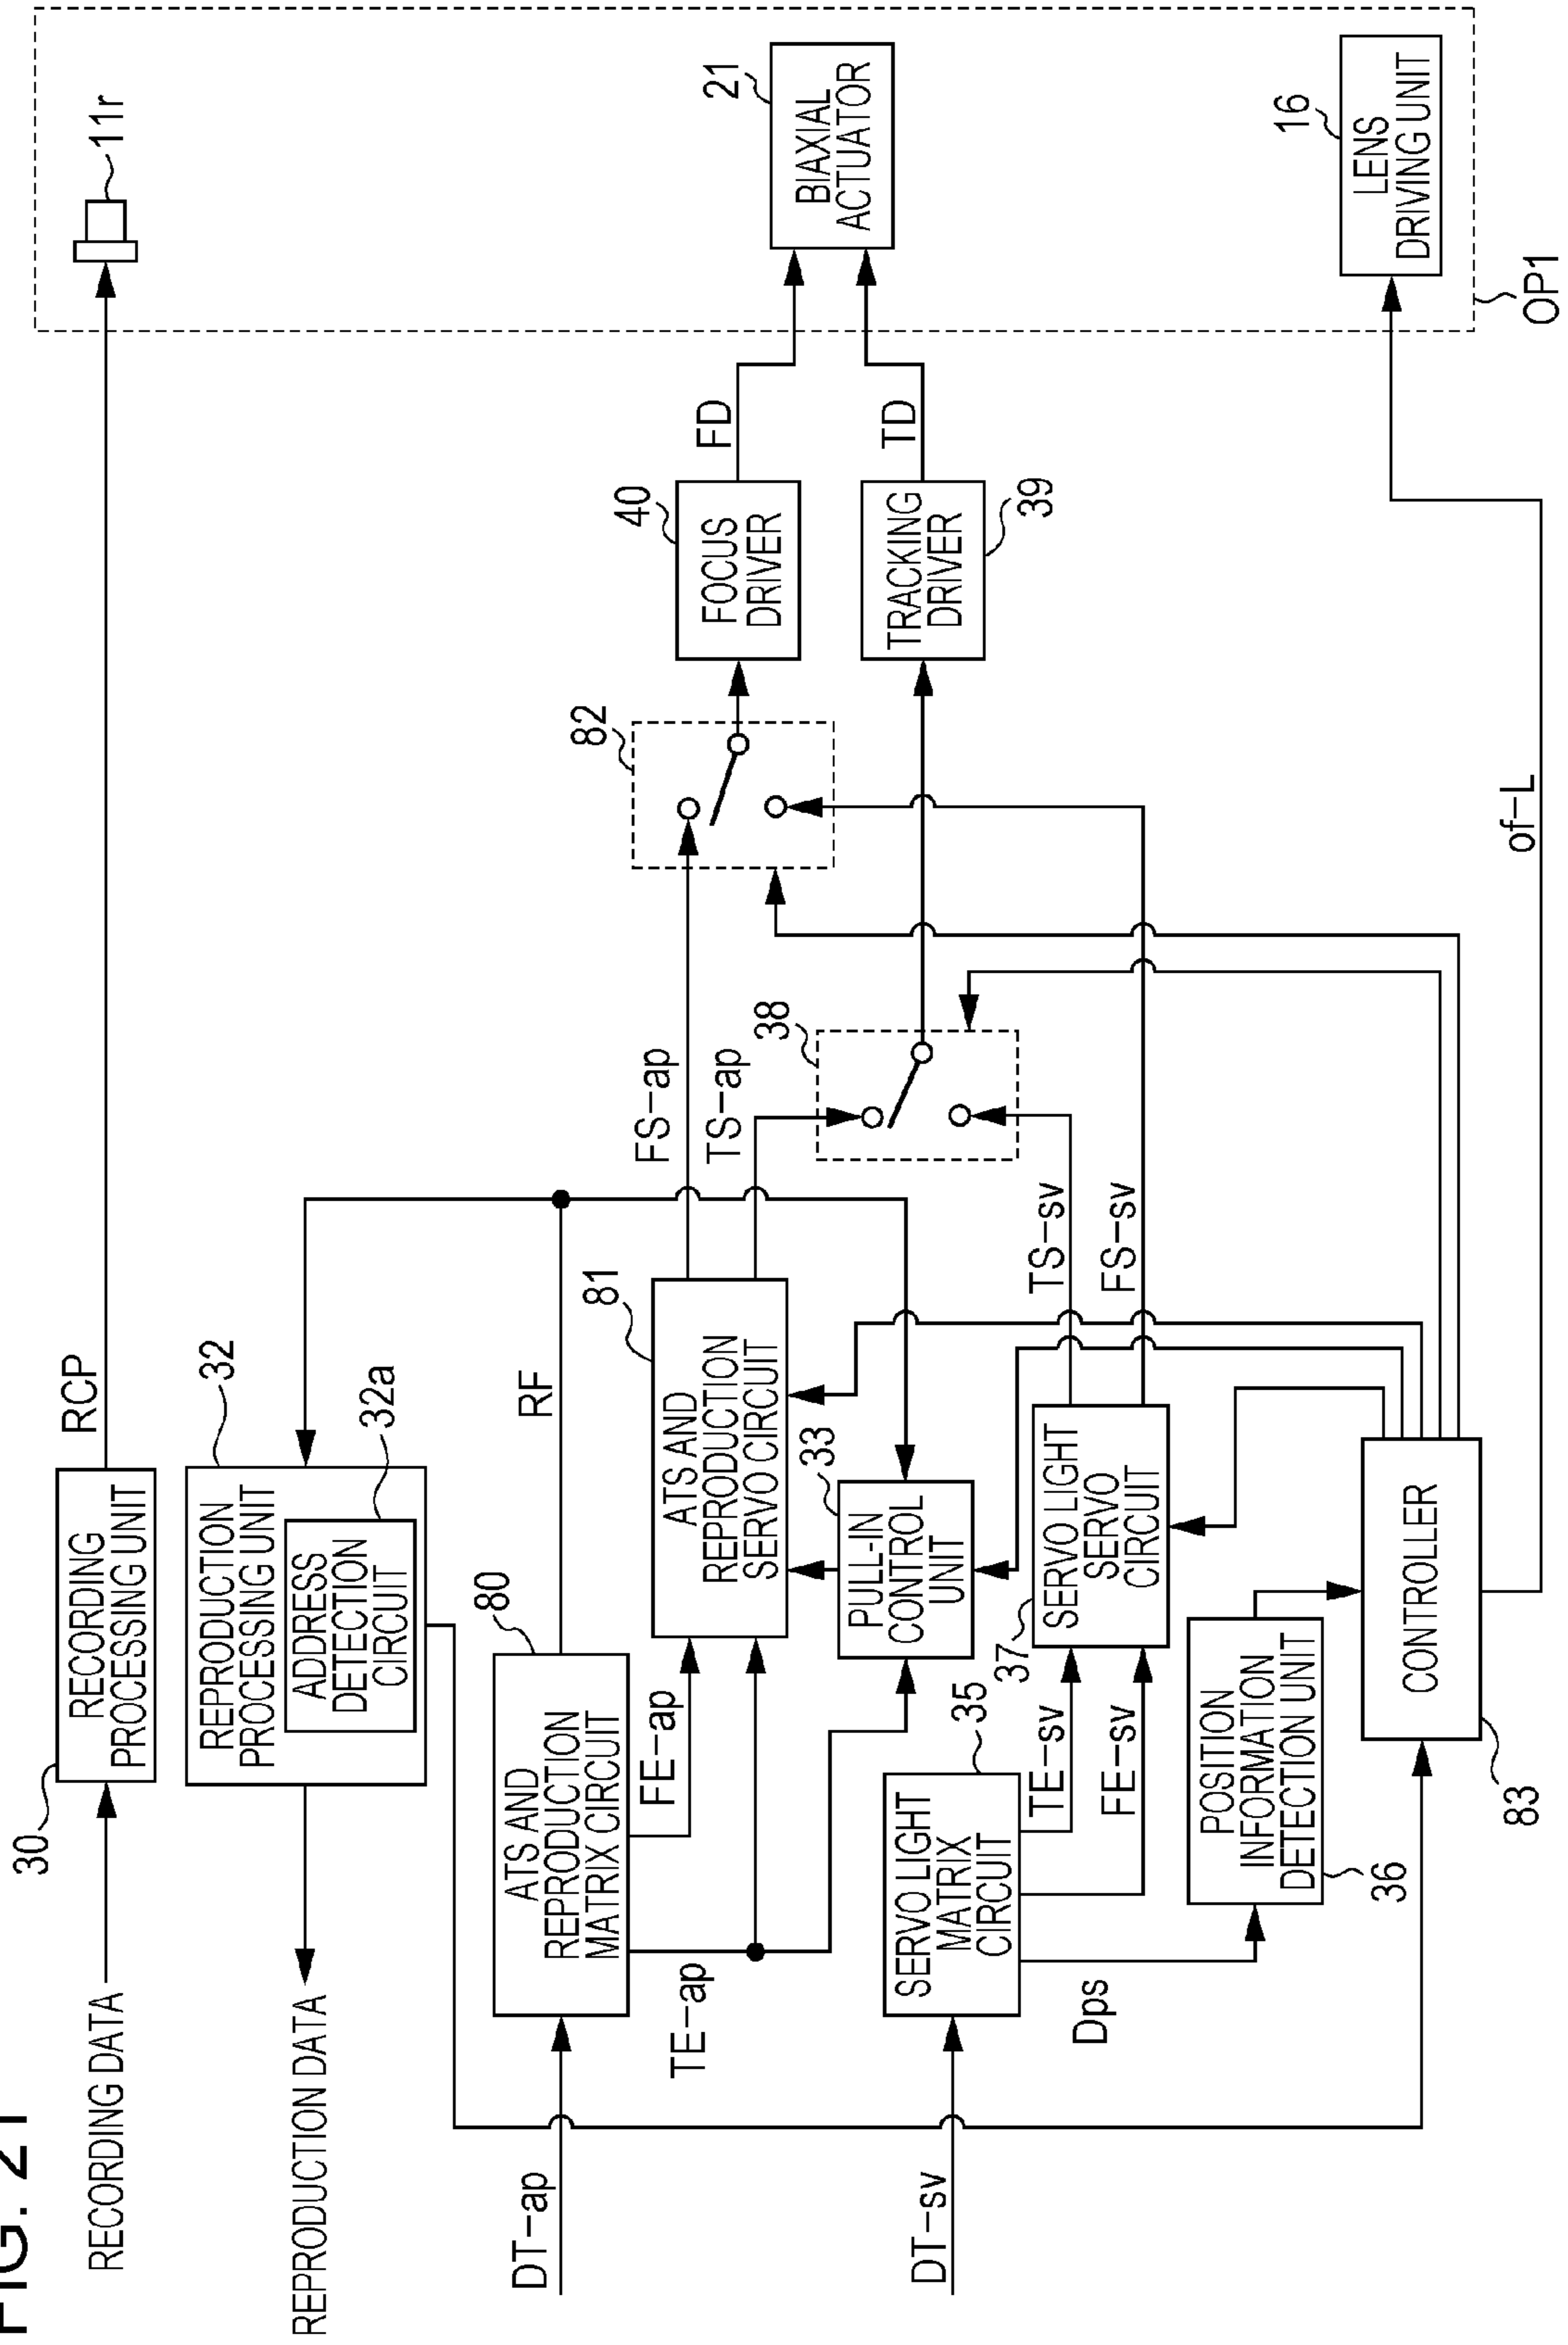 FIG. 21
RECORDING DATA
30
RECORDING
PROCESSING UNIT
RCP
11r
REPRODUCTION DATA
32
REPRODUCTION
PROCESSING UNIT
32a
ADDRESS
DETECTION
CIRCUIT
DT-ap
80
ATS AND
REPRODUCTION
MATRIX CIRCUIT
RF
FE-ap
TE-ap
81
ATS AND
REPRODUCTION
SERVO CIRCUIT
FS-ap
TS-ap
33
PULL-IN
CONTROL
UNIT
82
38
40
FOCUS
DRIVER
FD
39
TRACKING
DRIVER
TD
21
BIAXIAL
ACTUATOR
DT-sv
35
SERVO LIGHT
MATRIX
CIRCUIT
TE-sv
FE-sv
Dps
37
SERVO LIGHT
SERVO
CIRCUIT
TS-sv
FS-sv
36
POSITION
INFORMATION
DETECTION UNIT
83
CONTROLLER
of-L
16
LENS
DRIVING UNIT
OP1